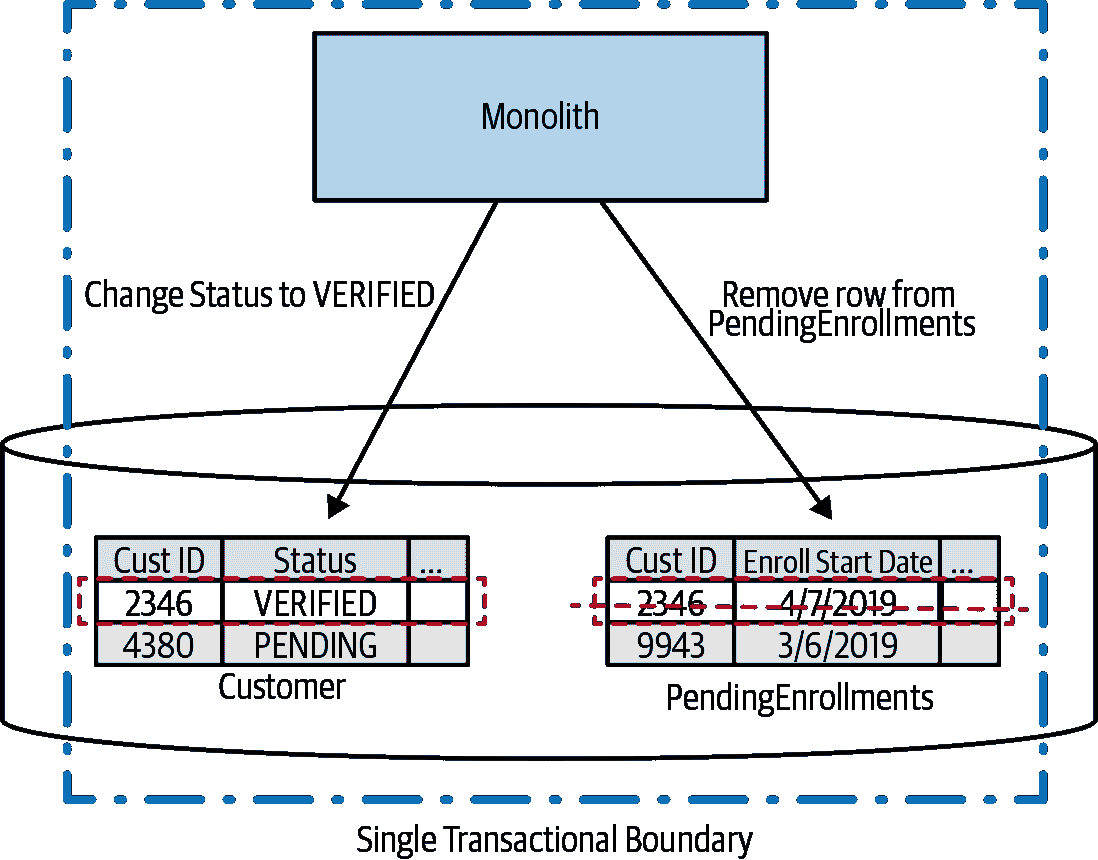 Monolith
Change Status to VERIFIED
Remove row from
PendingEnrollments
Cust ID Status ...
2346 VERIFIED
4380 PENDING
Customer
Cust ID Enroll Start Date ...
2346 4/7/2019
9943 3/6/2019
PendingEnrollments
Single Transactional Boundary